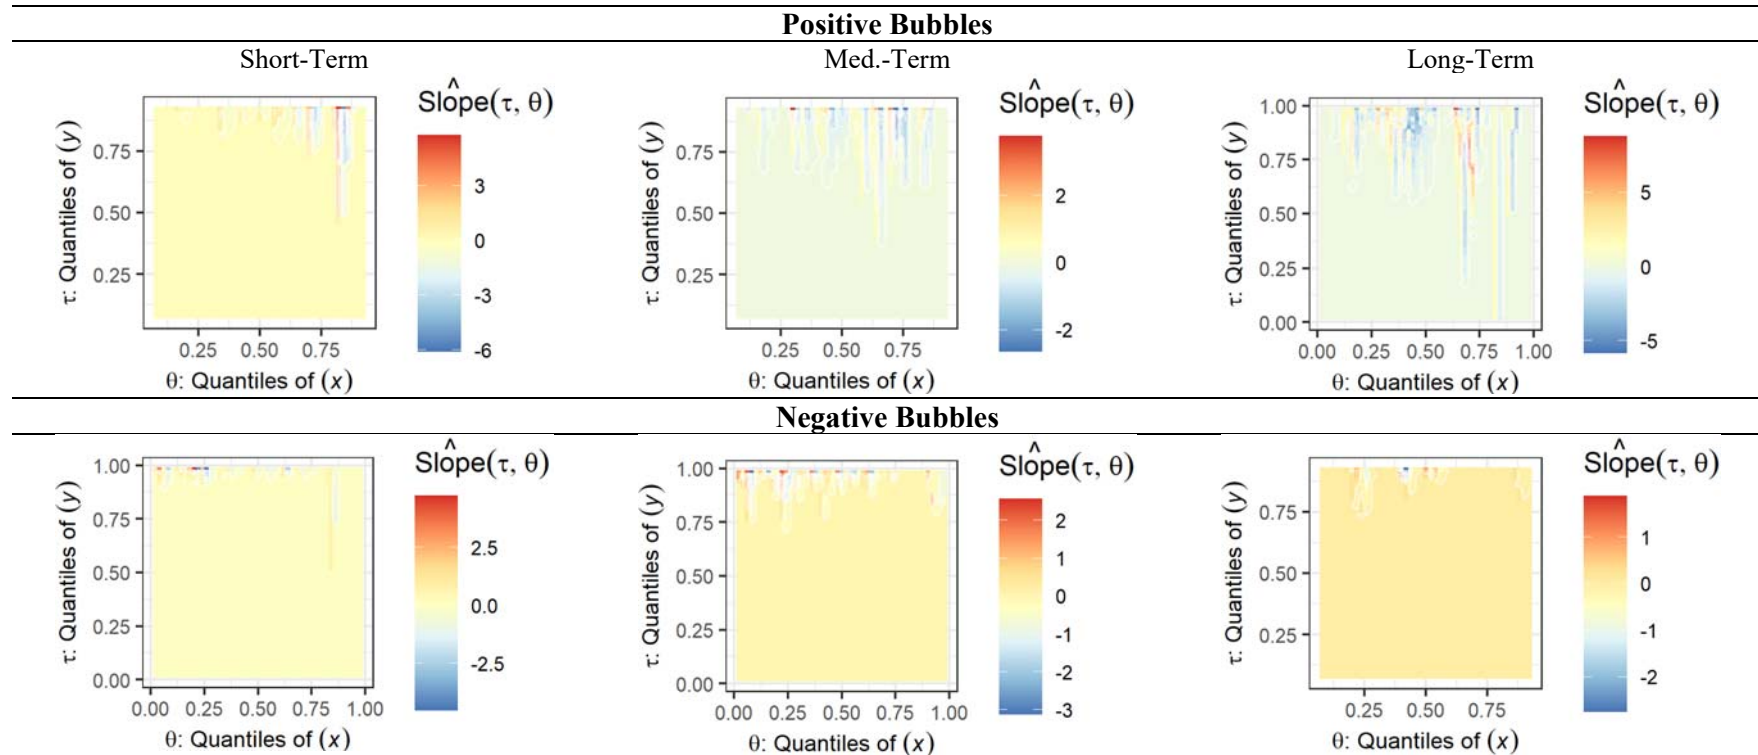 Positive Bubbles
Short-Term Med.-Term Long-Term
Slope(τ, θ)
τ: Quantiles of (y)
0.75
0.50
0.25
0.25 0.50 0.75
θ: Quantiles of (x)
3
0
-3
-6
Slope(τ, θ)
τ: Quantiles of (y)
0.75
0.50
0.25
0.25 0.50 0.75
θ: Quantiles of (x)
2
0
-2
Slope(τ, θ)
τ: Quantiles of (y)
1.00
0.75
0.50
0.25
0.00
0.00 0.25 0.50 0.75 1.00
θ: Quantiles of (x)
5
0
-5
Negative Bubbles
Slope(τ, θ)
τ: Quantiles of (y)
1.00
0.75
0.50
0.25
0.00
0.00 0.25 0.50 0.75 1.00
θ: Quantiles of (x)
2.5
0.0
-2.5
Slope(τ, θ)
τ: Quantiles of (y)
1.00
0.75
0.50
0.25
0.00
0.00 0.25 0.50 0.75 1.00
θ: Quantiles of (x)
2
1
0
-1
-2
-3
Slope(τ, θ)
τ: Quantiles of (y)
0.75
0.50
0.25
0.25 0.50 0.75
θ: Quantiles of (x)
1
0
-1
-2